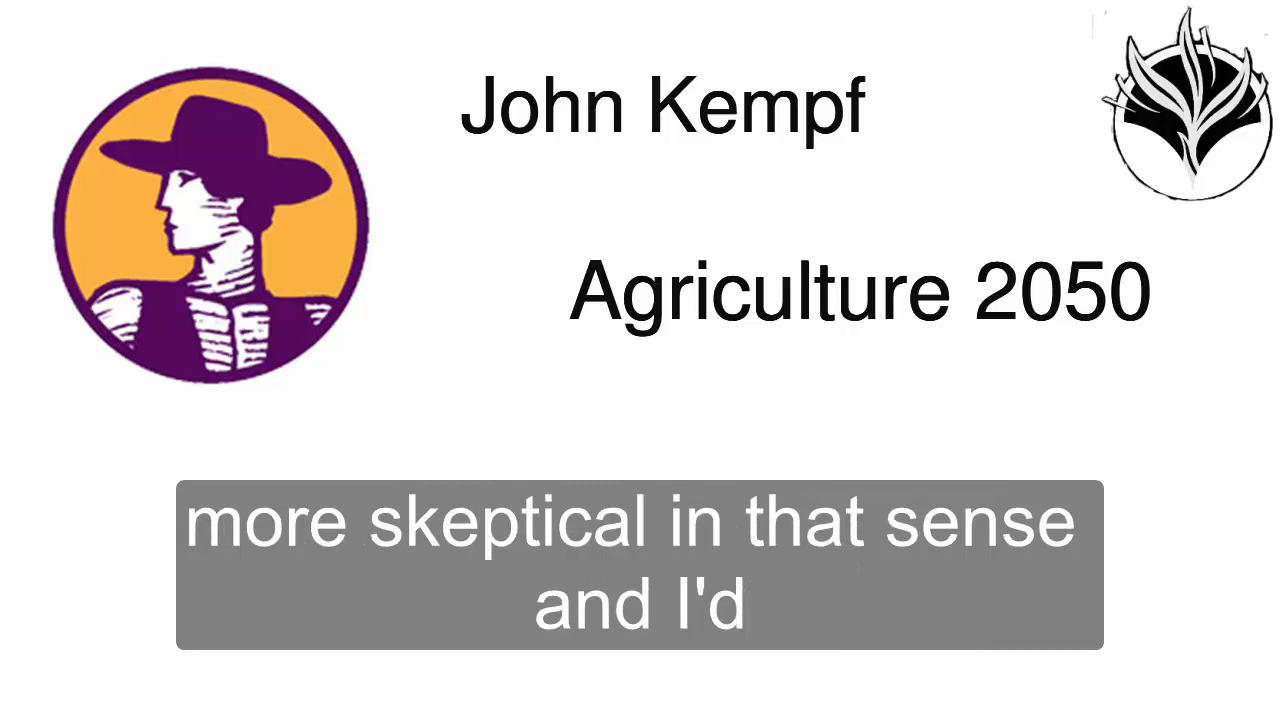 John Kempf
Agriculture 2050
more skeptical in that sense
and I'd